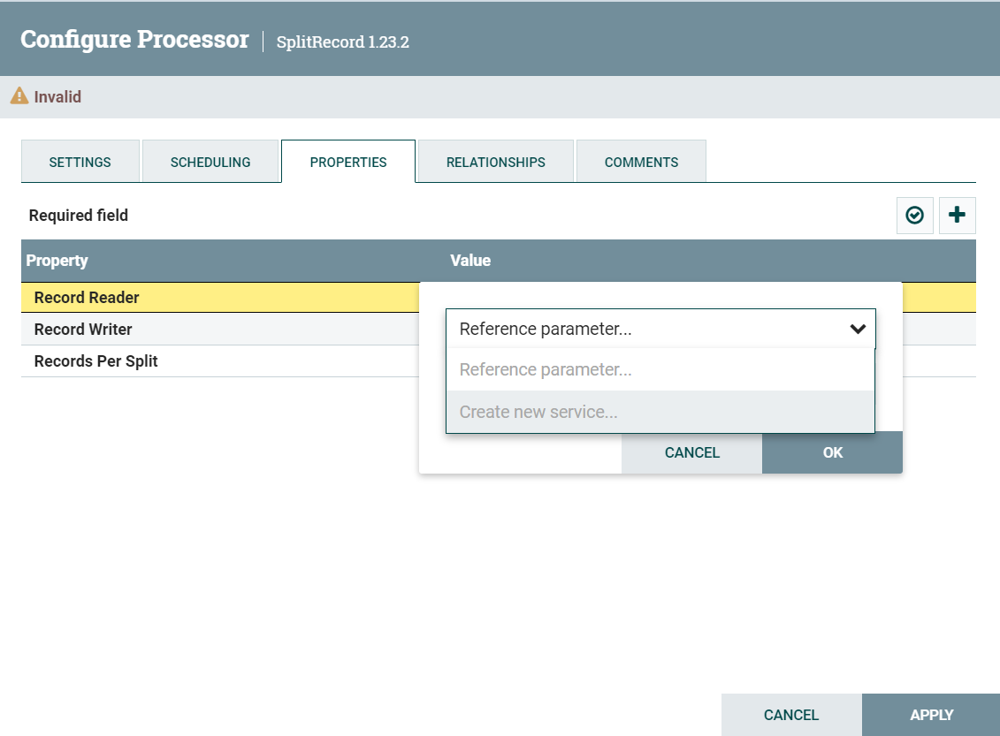 Configure Processor | SplitRecord 1.23.2
Invalid
SETTINGS SCHEDULING PROPERTIES RELATIONSHIPS COMMENTS
Required field
Property Value
Record Reader
Record Writer
Records Per Split
Reference parameter...
Reference parameter...
Create new service...
CANCEL OK
CANCEL APPLY